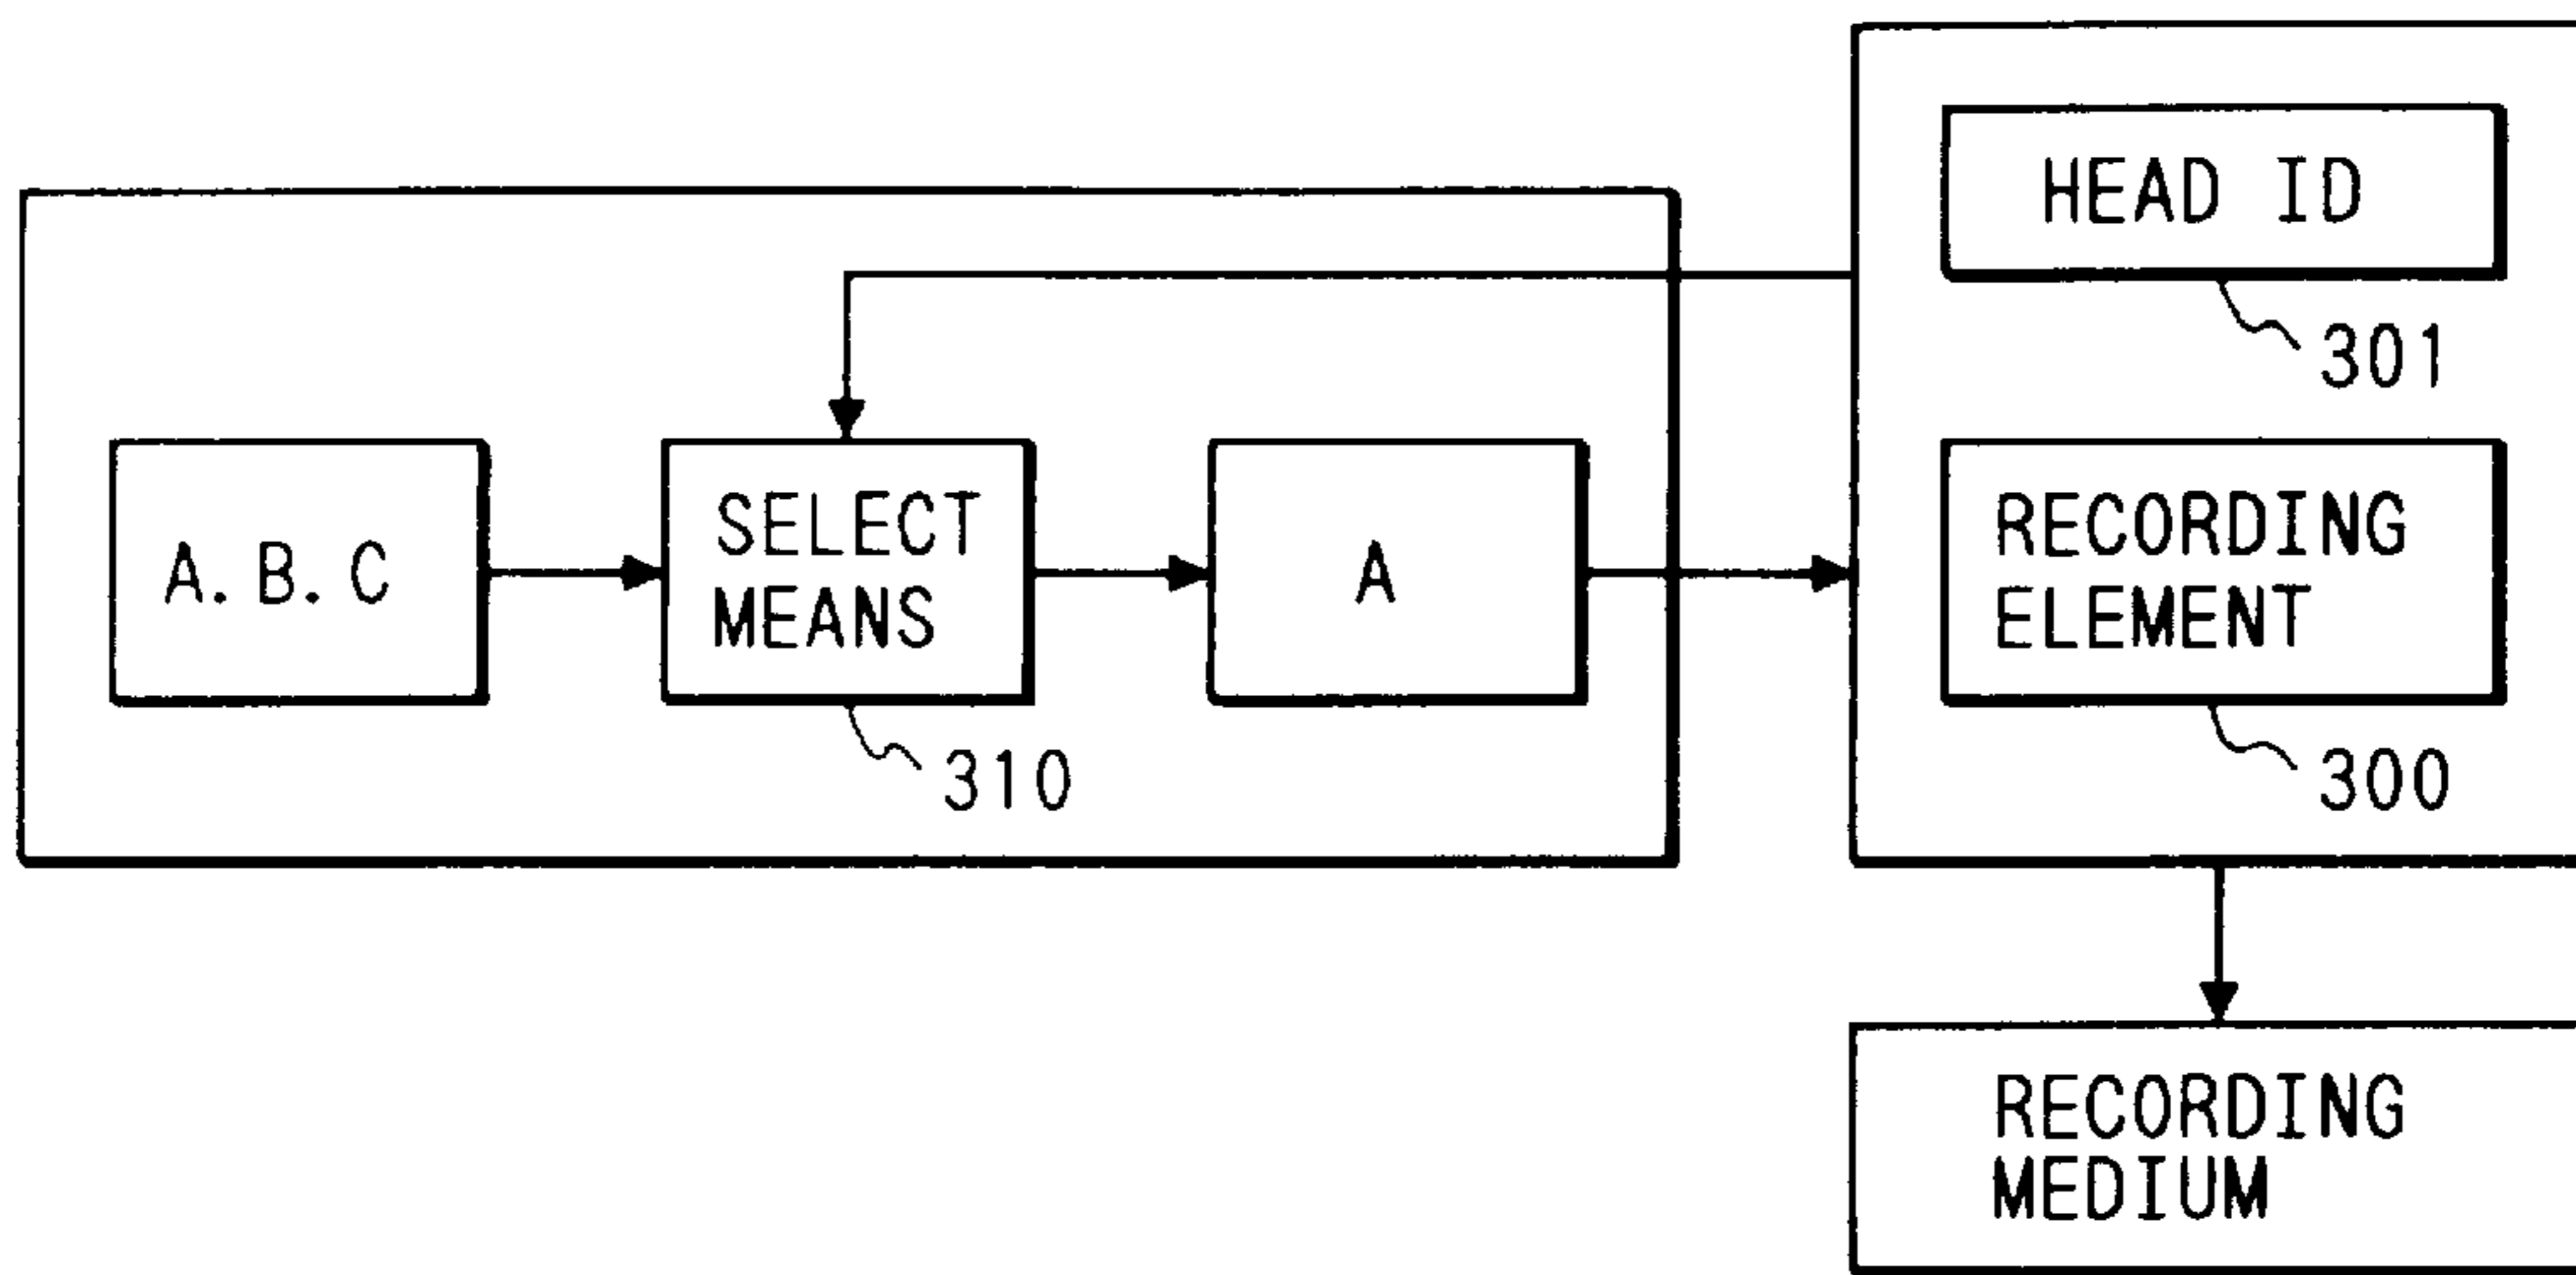 HEAD ID
301
A.B.C
SELECT
MEANS
310
A
RECORDING
ELEMENT
300
RECORDING
MEDIUM